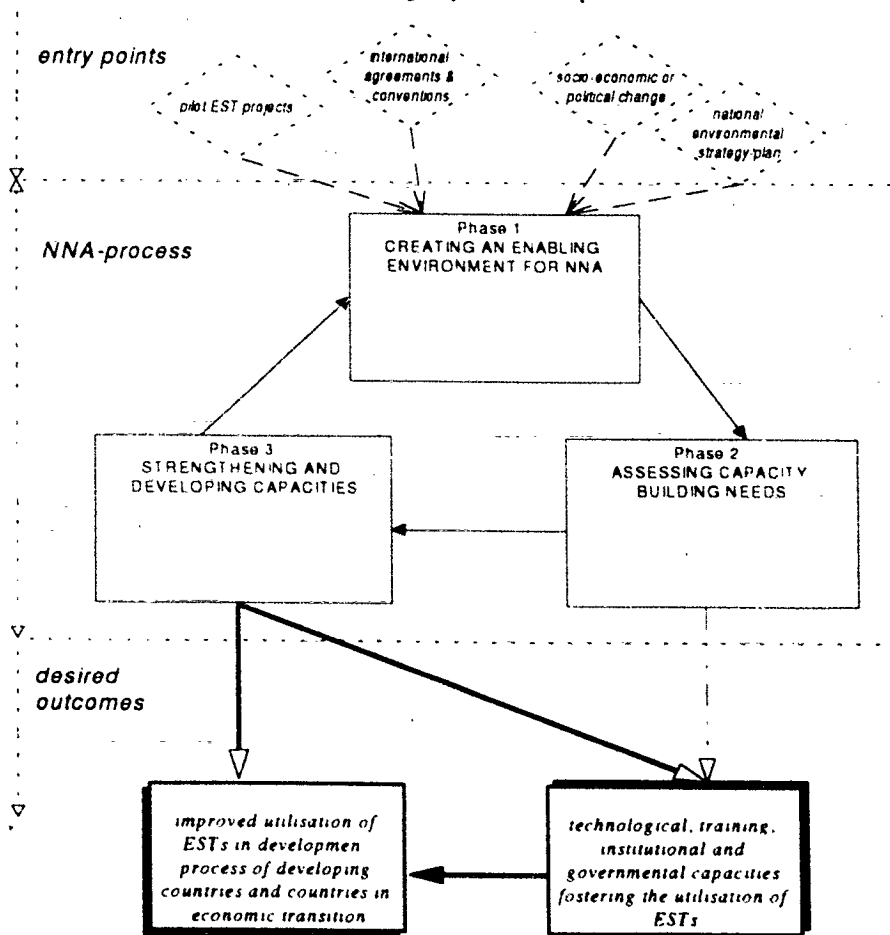 entry points
pilot EST projects
international
agreements &
conventions
socio-economic or
political change
national
environmental
strategy-plan
NNA-process
Phase 1
CREATING AN ENABLING
ENVIRONMENT FOR NNA
Phase 3
STRENGTHENING AND
DEVELOPING CAPACITIES
Phase 2
ASSESSING CAPACITY
BUILDING NEEDS
desired
outcomes
improved utilisation of
ESTs in developmen
process of developing
countries and countries in
economic transition
technological, training,
institutional and
governmental capacities
fostering the utilisation of
ESTs